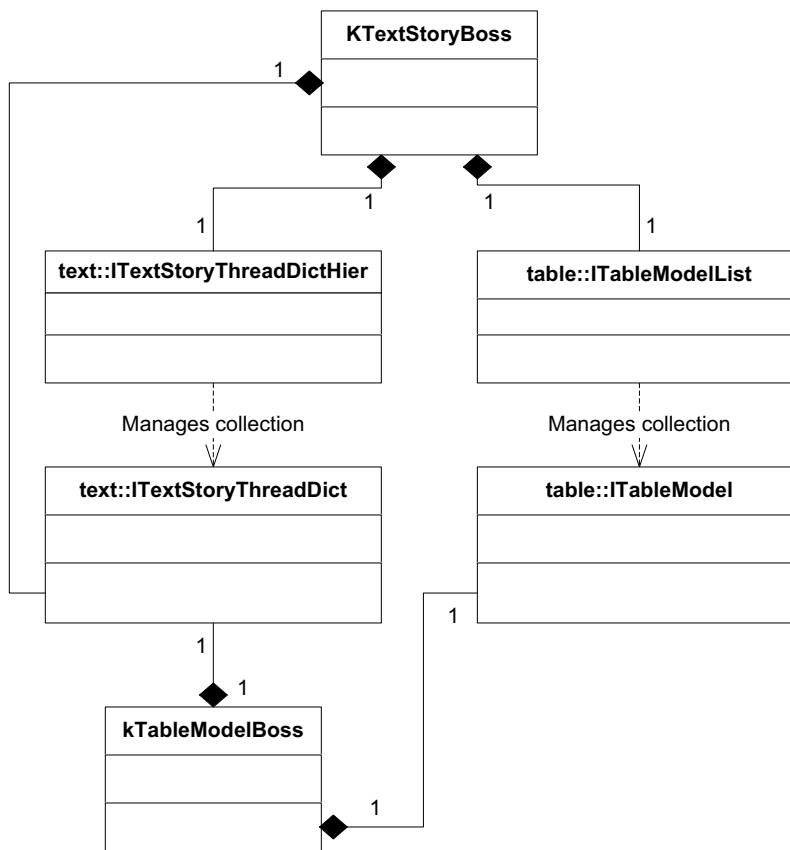 KTextStoryBoss
1
1
1
1
1
text::ITextStoryThreadDictHier
table::ITableModelList
Manages collection
Manages collection
text::ITextStoryThreadDict
table::ITableModel
1
1
1
kTableModelBoss
1